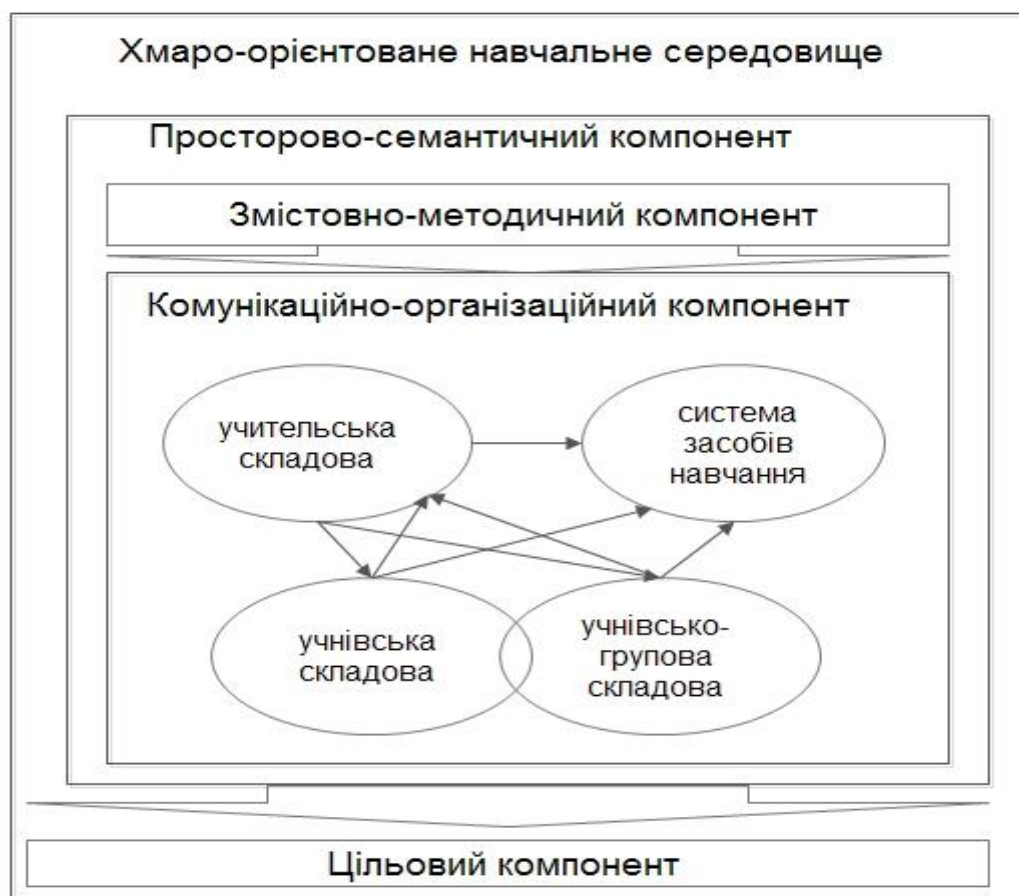 Хмаро-орієнтоване навчальне середовище
Просторово-семантичний компонент
Змістовно-методичний компонент
Комунікаційно-організаційний компонент
учительська
складова
система
засобів
навчання
учнівська
складова
учнівсько-
групова
складова
Цільовий компонент